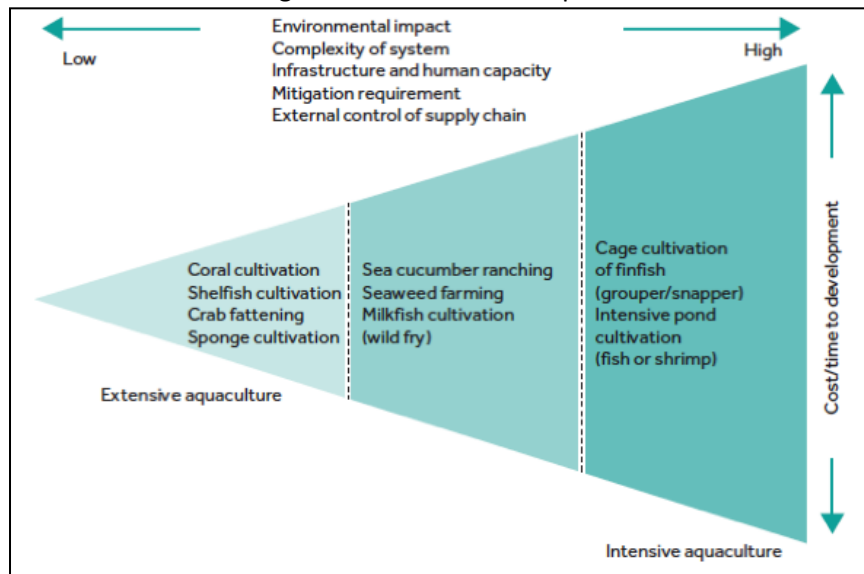 Environmental impact
Complexity of system
Infrastructure and human capacity
Mitigation requirement
External control of supply chain
Low
High
Coral cultivation
Shelfish cultivation
Crab fattening
Sponge cultivation
Sea cucumber ranching
Seaweed farming
Milkfish cultivation
(wild fry)
Cage cultivation
of finfish
(grouper/snapper)
Intensive pond
cultivation
(fish or shrimp)
Cost/time to development
Extensive aquaculture
Intensive aquaculture